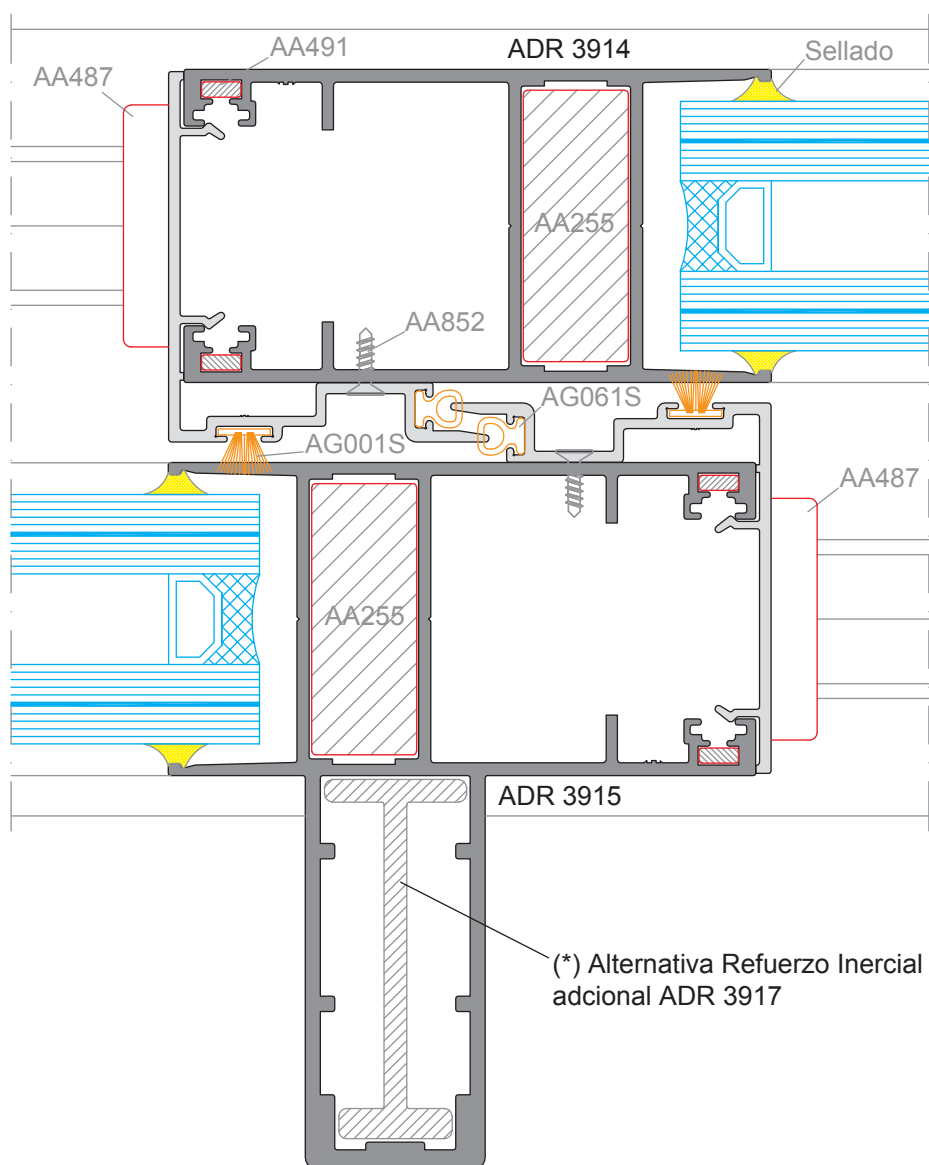 ADR 3914
AA491
Sellado
AA487
AA255
AA852
AG061S
AG001S
AA487
AA255
ADR 3915
(*) Alternativa Refuerzo Inercial
adcional ADR 3917